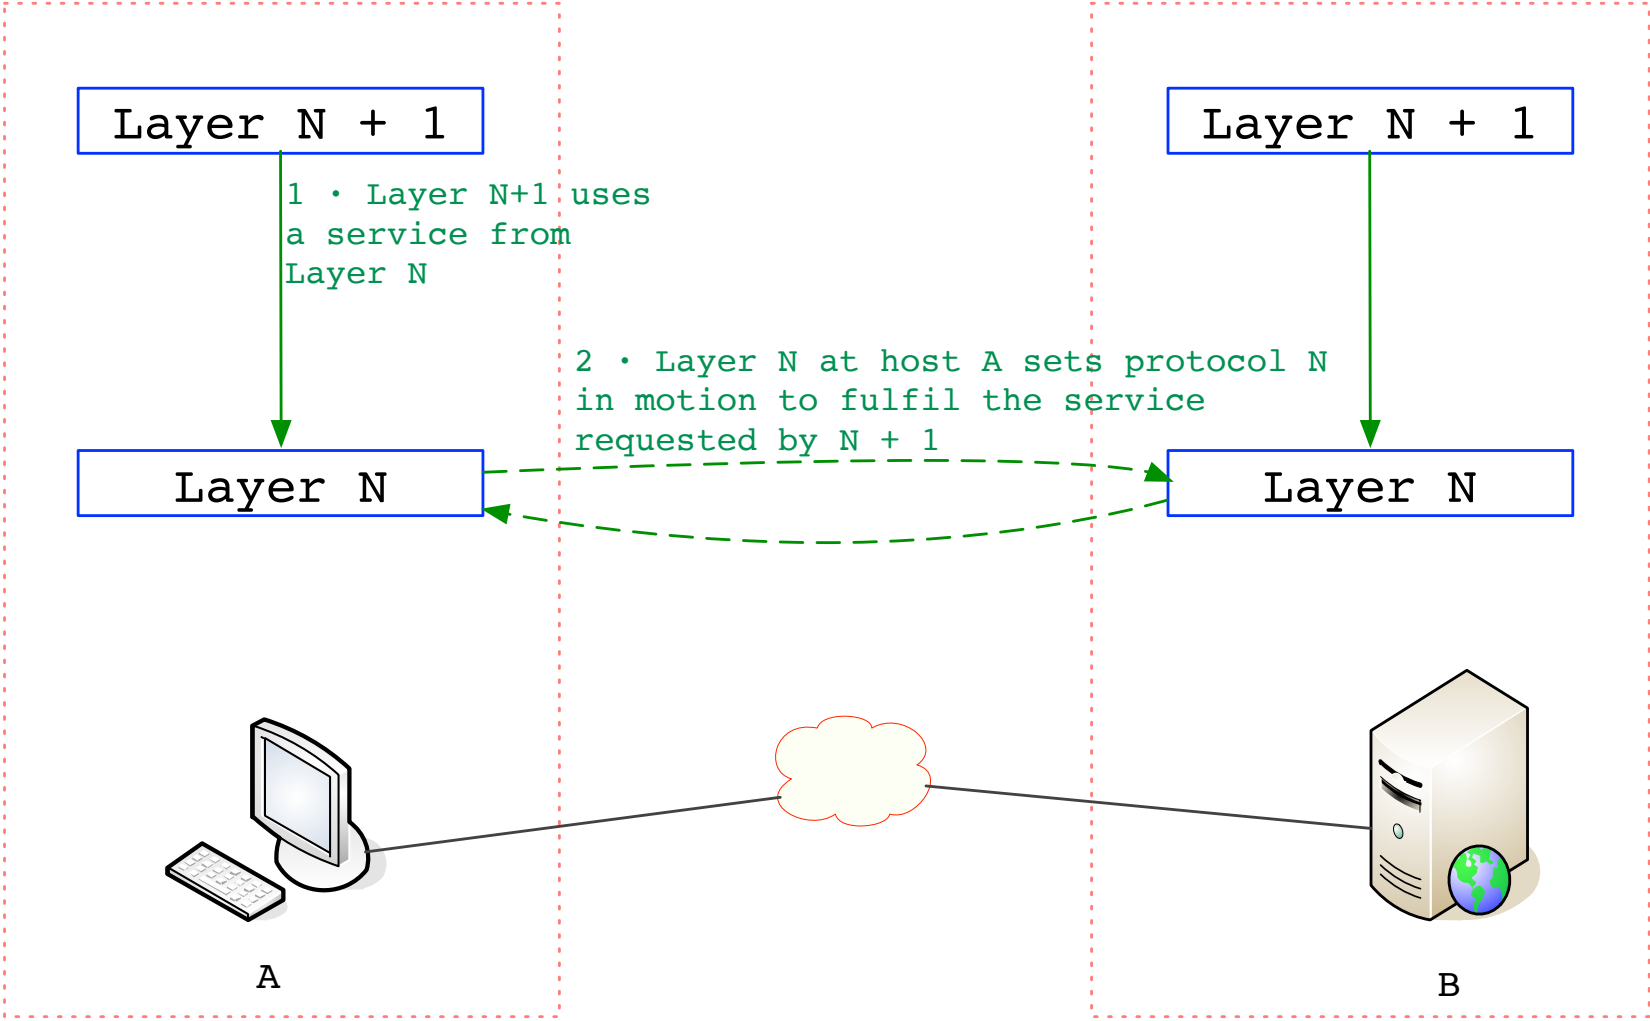 Layer N + 1
Layer N + 1
1 · Layer N+1 uses
a service from
Layer N
2 · Layer N at host A sets protocol N
in motion to fulfil the service
requested by N + 1
Layer N
Layer N
A
B